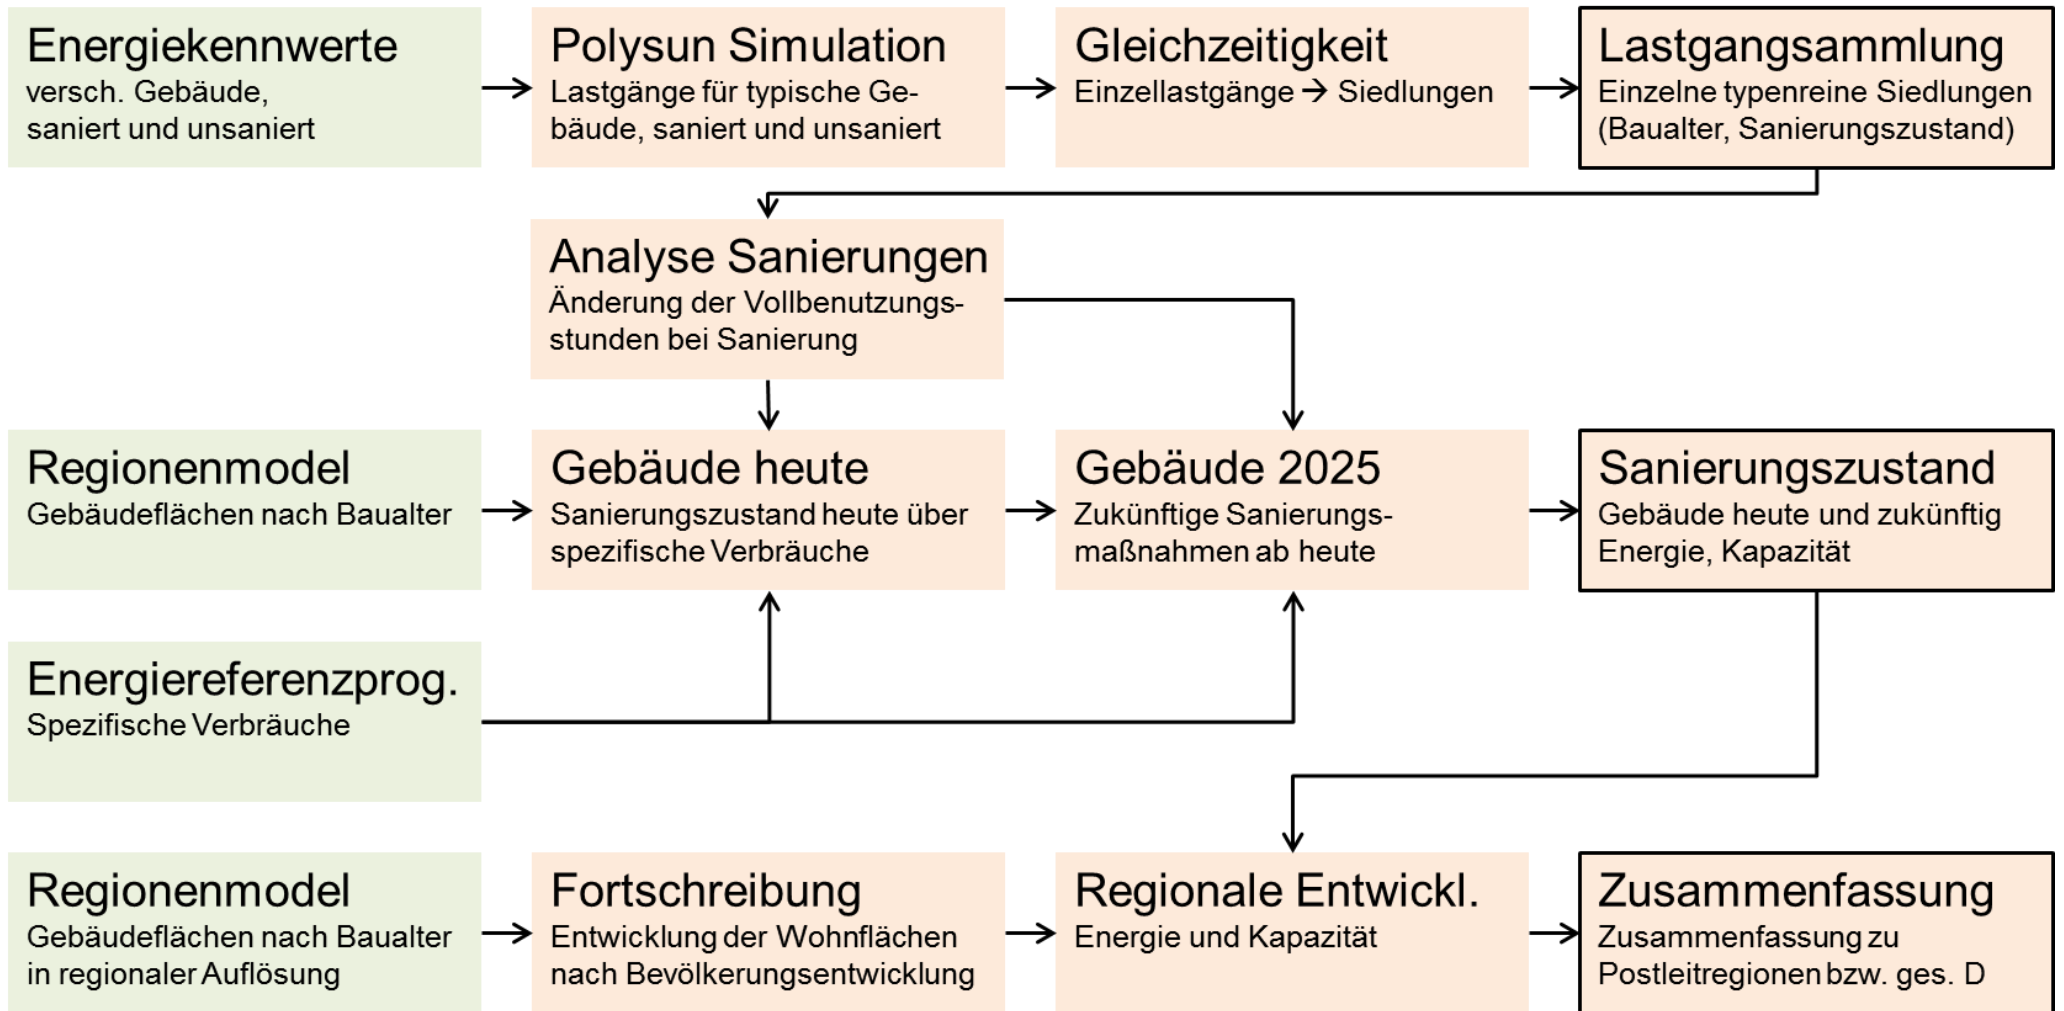 Energiekennwerte
versch. Gebäude,
saniert und unsaniert
Polysun Simulation
Lastgänge für typische Ge-
bäude, saniert und unsaniert
Gleichzeitigkeit
Einzellastgänge → Siedlungen
Lastgangsammlung
Einzelne typenreine Siedlungen
(Baualter, Sanierungszustand)
Analyse Sanierungen
Änderung der Vollbenutzungs-
stunden bei Sanierung
Regionenmodel
Gebäudeflächen nach Baualter
Gebäude heute
Sanierungszustand heute über
spezifische Verbräuche
Gebäude 2025
Zukünftige Sanierungs-
maßnahmen ab heute
Sanierungszustand
Gebäude heute und zukünftig
Energie, Kapazität
Energiereferenzprog.
Spezifische Verbräuche
Regionenmodel
Gebäudeflächen nach Baualter
in regionaler Auflösung
Fortschreibung
Entwicklung der Wohnflächen
nach Bevölkerungsentwicklung
Regionale Entwickl.
Energie und Kapazität
Zusammenfassung
Zusammenfassung zu
Postleitregionen bzw. ges. D